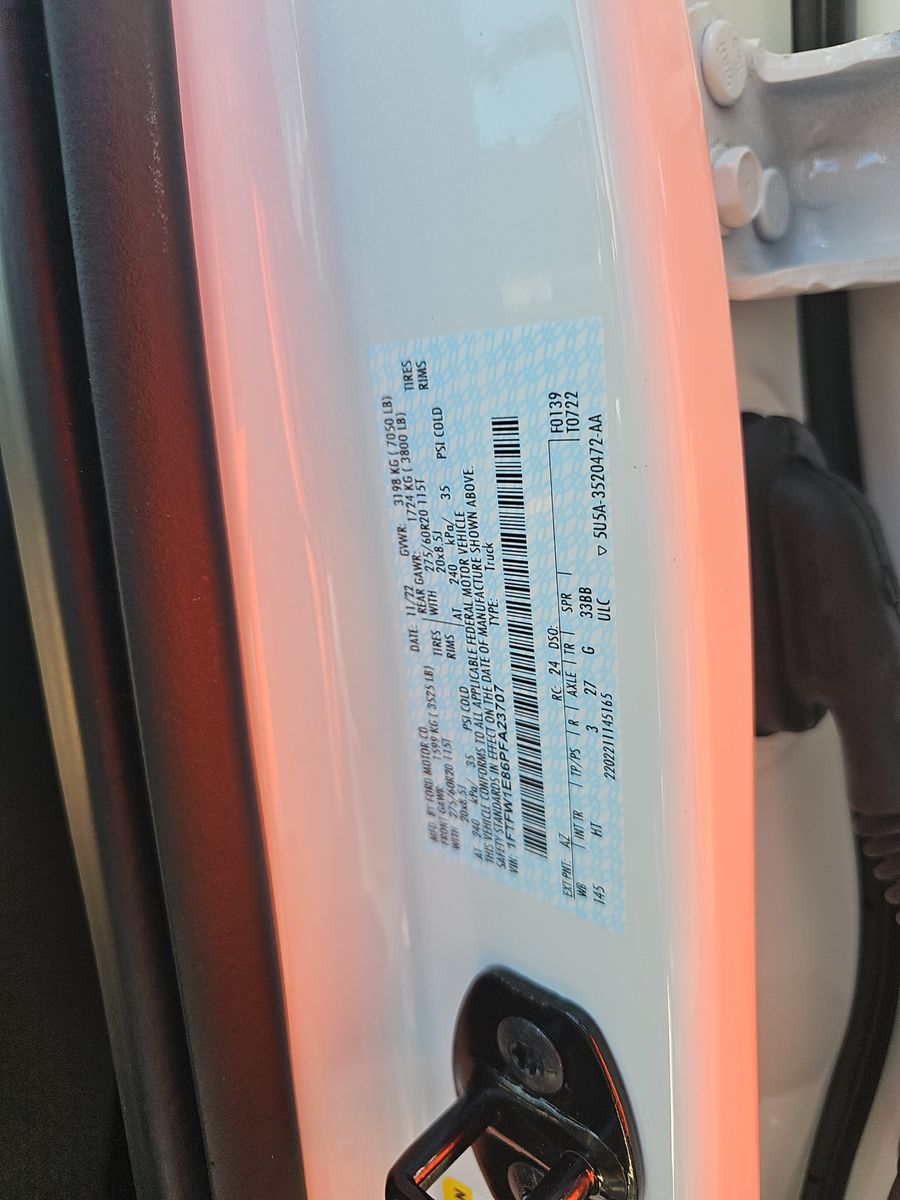 MFD. BY FORD MOTOR CO.
DATE: 11/22 GVWR: 3198 KG ( 7050 LB)
FRONT GAWR: 1599 KG ( 3525 LB) REAR GAWR: 1724 KG ( 3800 LB)
WITH 275/60R20 115T TIRES WITH 275/60R20 115T TIRES
20x8.5J RIMS 20x8.5J RIMS
AT 240 kPa/ 35 PSI COLD AT 240 kPa/ 35 PSI COLD
THIS VEHICLE CONFORMS TO ALL APPLICABLE FEDERAL MOTOR VEHICLE
SAFETY STANDARDS IN EFFECT ON THE DATE OF MANUFACTURE SHOWN ABOVE.
VIN: 1FTFW1E86PFA23707 TYPE: Truck
F0139
T0722
EXT PNT: AZ RC: 24 DSO:
WB INT TR TP/PS R AXLE TR SPR
145 HT 3 27 G 33BB
220221145165 ULC ▽ 5U5A-3520472-AA
N